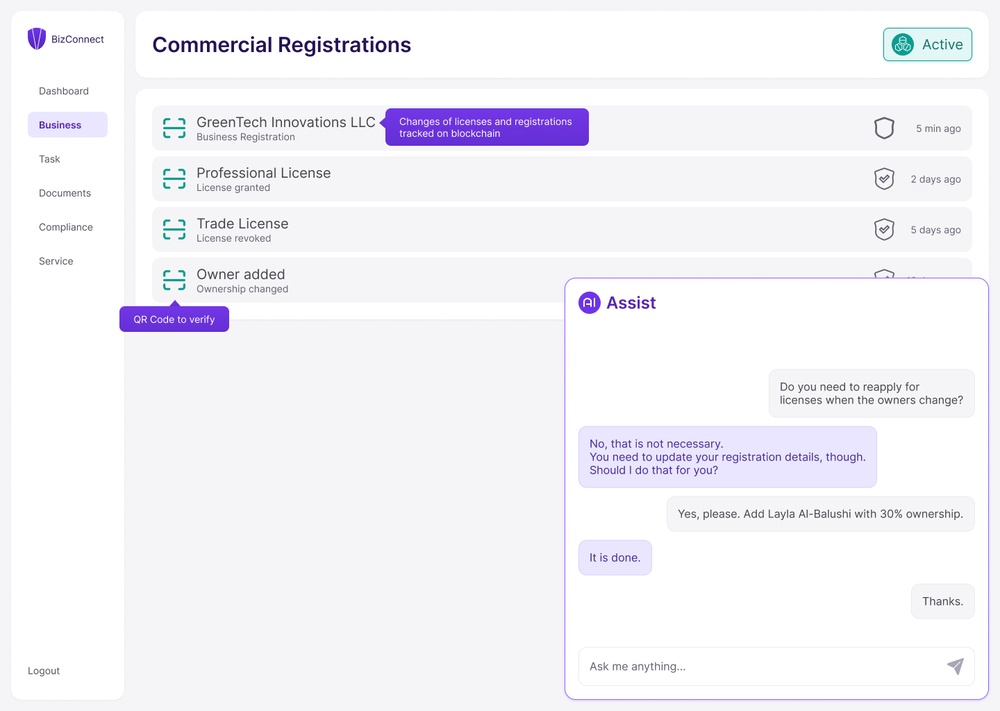 BizConnect
Dashboard
Business
Task
Documents
Compliance
Service
Logout
Commercial Registrations
Active
GreenTech Innovations LLC
Business Registration
Changes of licenses and registrations
tracked on blockchain
5 min ago
Professional License
License granted
2 days ago
Trade License
License revoked
5 days ago
Owner added
Ownership changed
QR Code to verify
AI Assist
Do you need to reapply for
licenses when the owners change?
No, that is not necessary.
You need to update your registration details, though.
Should I do that for you?
Yes, please. Add Layla Al-Balushi with 30% ownership.
It is done.
Thanks.
Ask me anything...